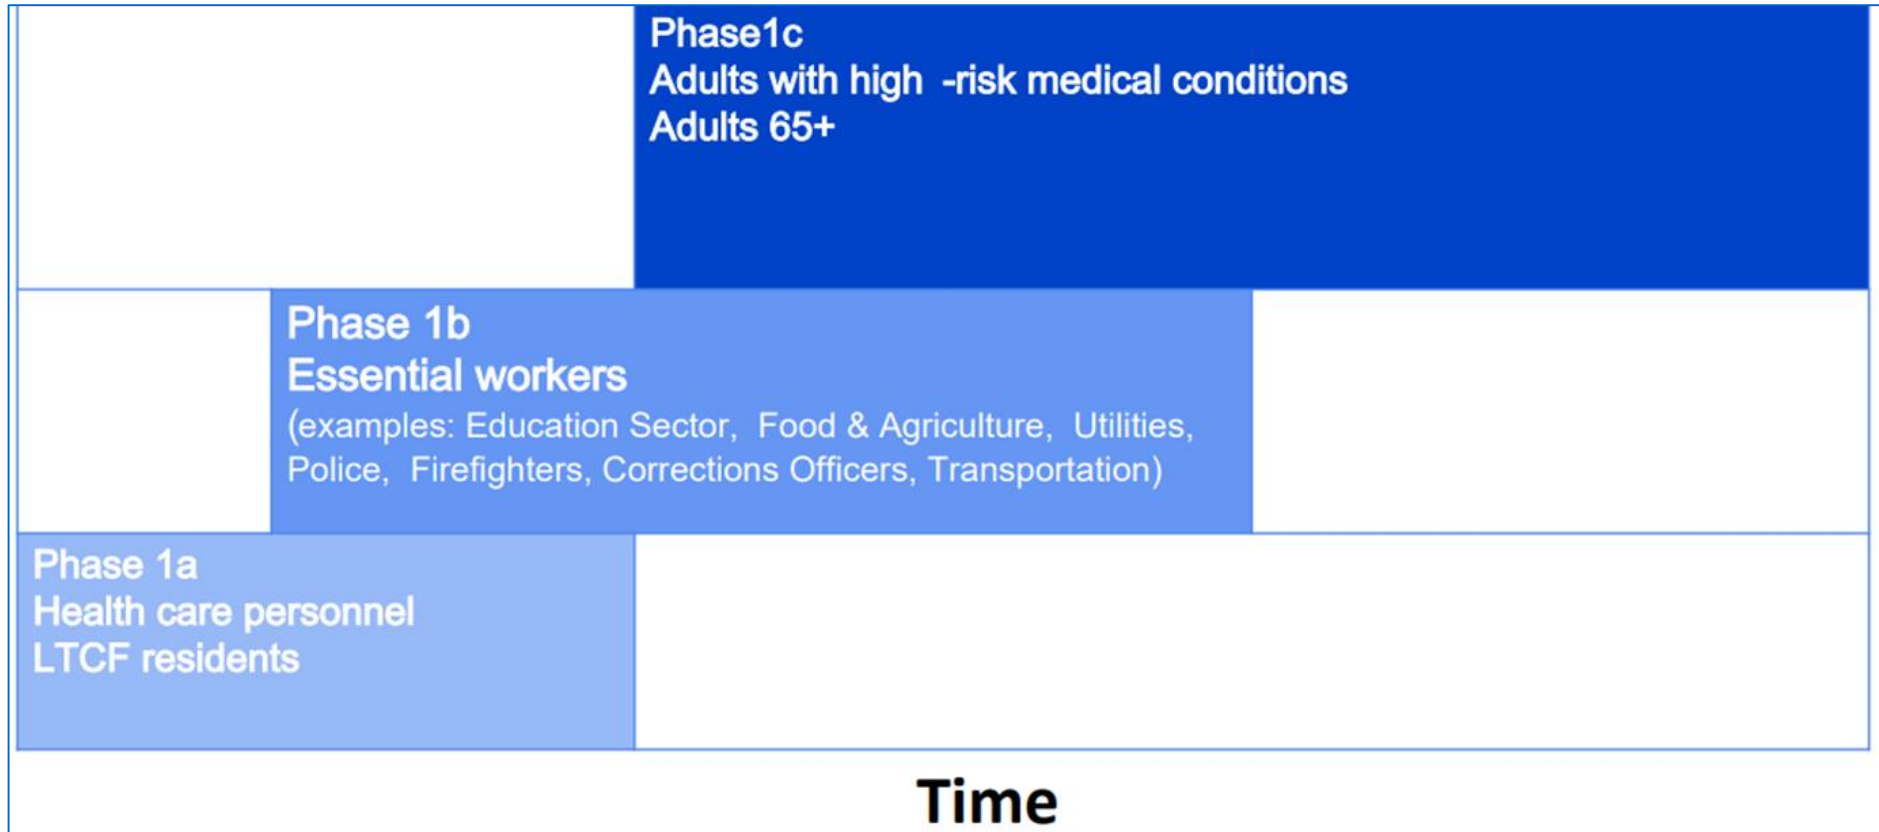 Phase1c
Adults with high -risk medical conditions
Adults 65+
Phase 1b
Essential workers
(examples: Education Sector, Food & Agriculture, Utilities,
Police, Firefighters, Corrections Officers, Transportation)
Phase 1a
Health care personnel
LTCF residents
Time